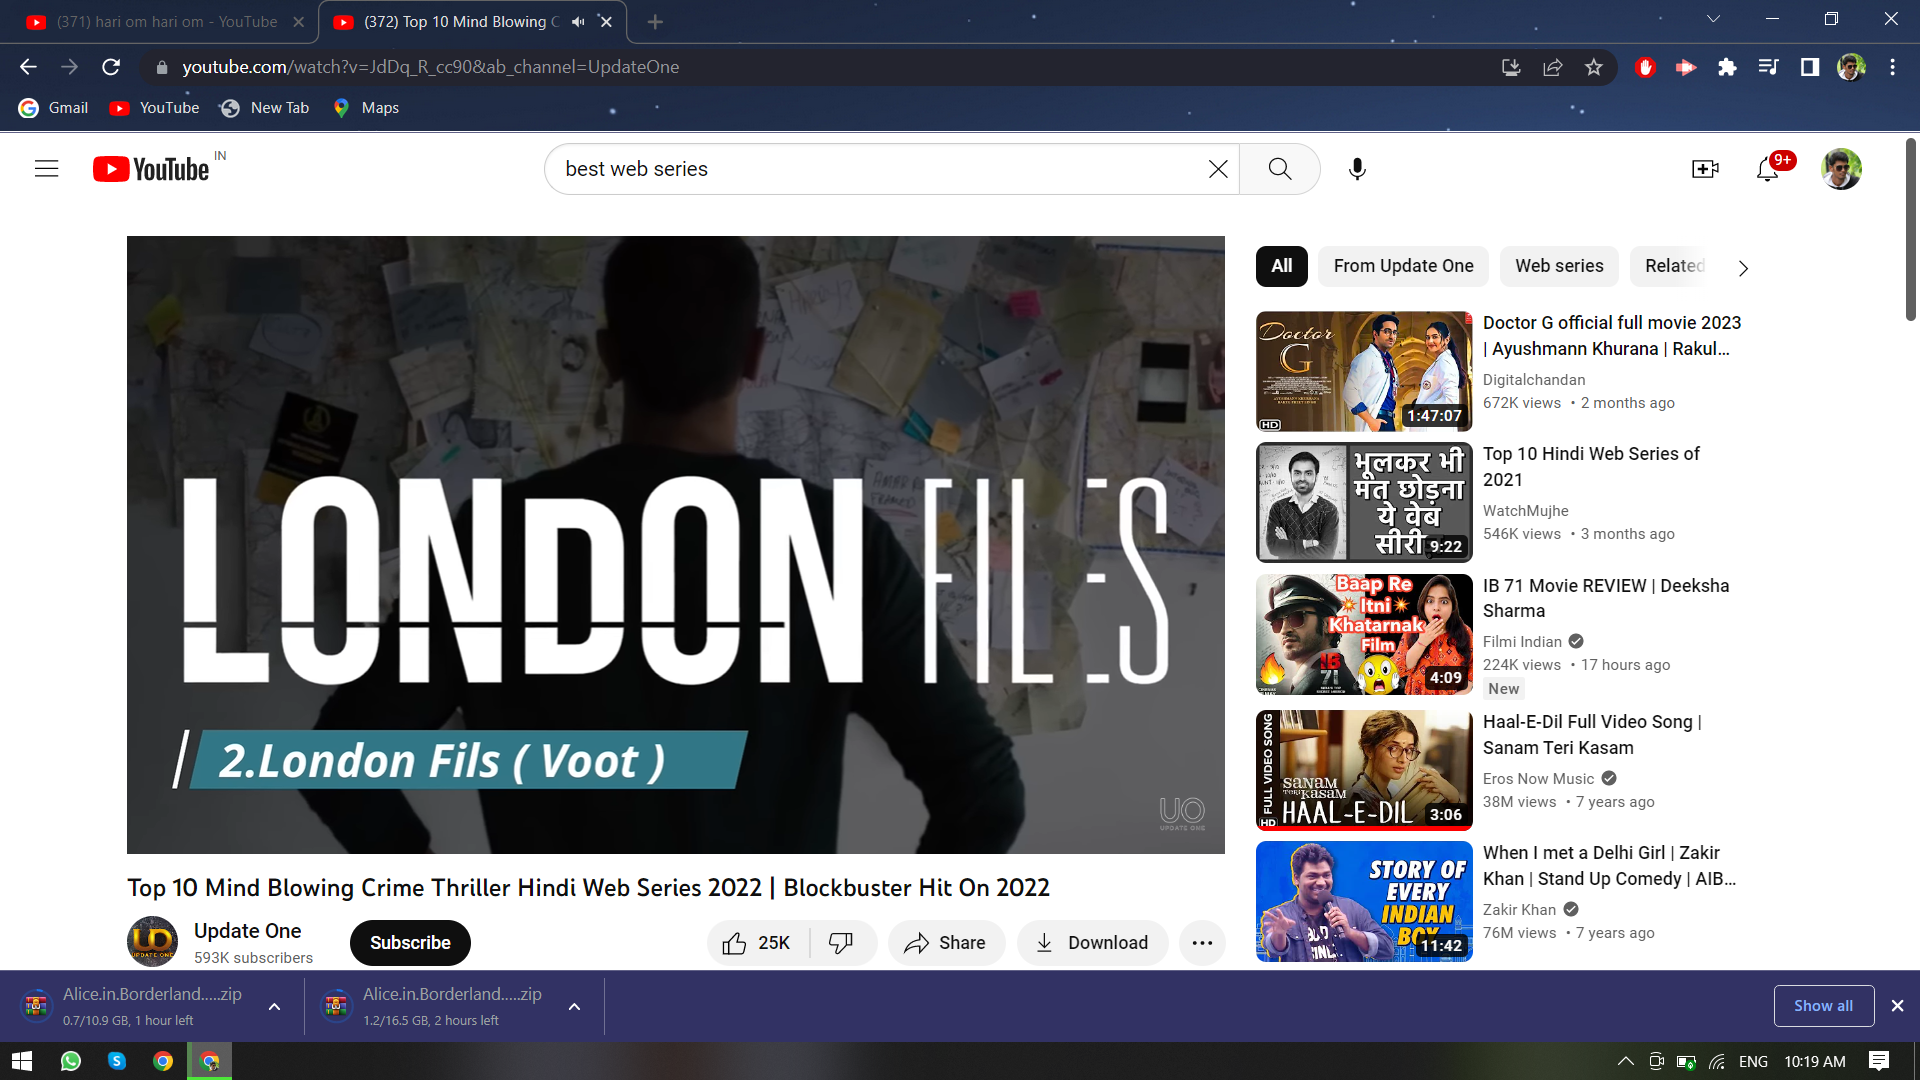 (371) hari om hari om - YouTube
(372) Top 10 Mind Blowing C
youtube.com/watch?v=JdDq_R_cc90&ab_channel=UpdateOne
Gmail
YouTube
New Tab
Maps
YouTube IN
best web series
9+
LONDON FILES
2.London Fils ( Voot )
UO
UPDATE ONE
Top 10 Mind Blowing Crime Thriller Hindi Web Series 2022 | Blockbuster Hit On 2022
UO
UPDATE ONE
Update One
593K subscribers
Subscribe
25K
Share
Download
All
From Update One
Web series
Related
Doctor
G
HD
1:47:07
Doctor G official full movie 2023
| Ayushmann Khurana | Rakul...
Digitalchandan
672K views • 2 months ago
भूलकर भी
मत छोड़ना
ये वेब
सीरी
9:22
Top 10 Hindi Web Series of
2021
WatchMujhe
546K views • 3 months ago
Baap Re
Itni
Khatarnak
Film
IB
71
4:09
IB 71 Movie REVIEW | Deeksha
Sharma
Filmi Indian
224K views • 17 hours ago
New
FULL VIDEO SONG
HD
SANAM
TERI KASAM
HAAL-E-DIL
3:06
Haal-E-Dil Full Video Song |
Sanam Teri Kasam
Eros Now Music
38M views • 7 years ago
STORY OF
EVERY
INDIAN
BOY
11:42
When I met a Delhi Girl | Zakir
Khan | Stand Up Comedy | AIB...
Zakir Khan
76M views • 7 years ago
Alice.in.Borderland.....zip
0.7/10.9 GB, 1 hour left
Alice.in.Borderland.....zip
1.2/16.5 GB, 2 hours left
Show all
ENG
10:19 AM